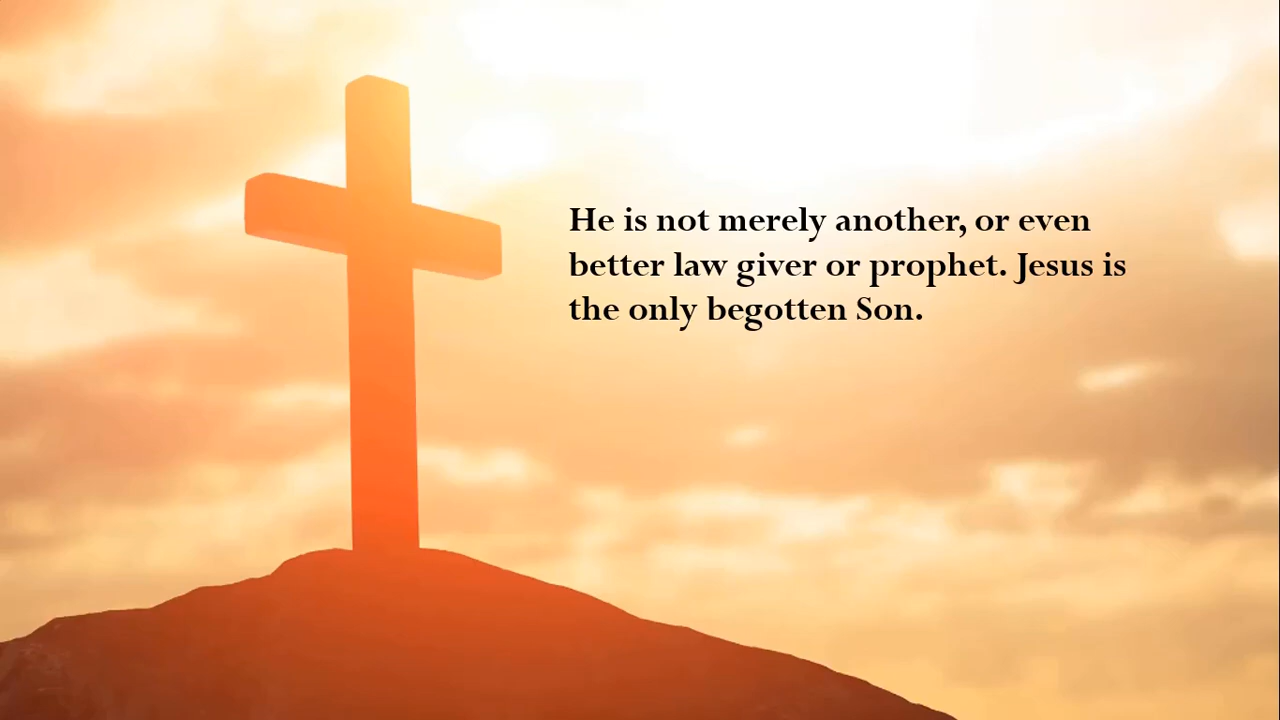 He is not merely another, or even
better law giver or prophet. Jesus is
the only begotten Son.